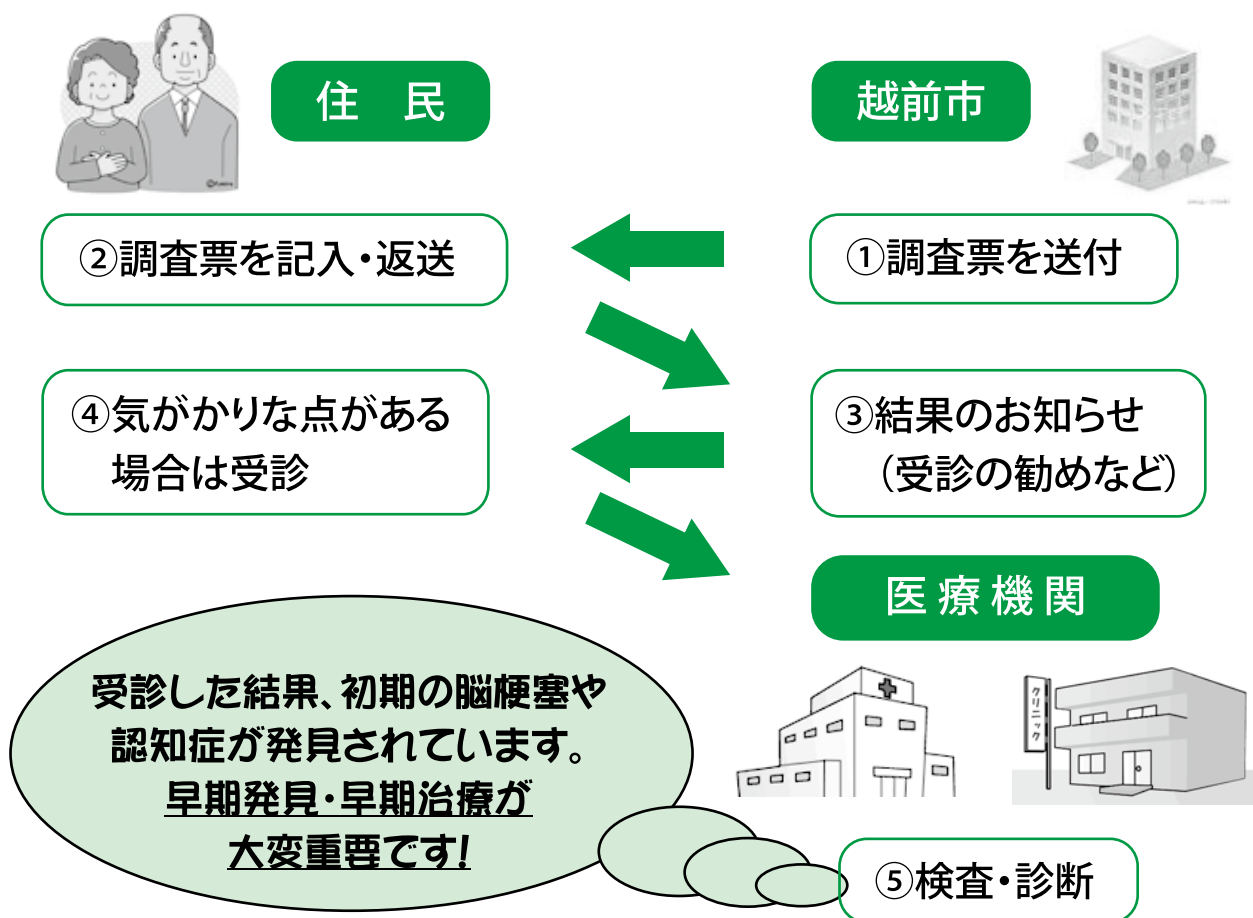 住 民
越前市
①調査票を送付
②調査票を記入・返送
③結果のお知らせ
（受診の勧めなど）
④気がかりな点がある
場合は受診
医療機関
クリニック
⑤検査・診断
受診した結果、初期の脳梗塞や
認知症が発見されています。
早期発見・早期治療が
大変重要です!